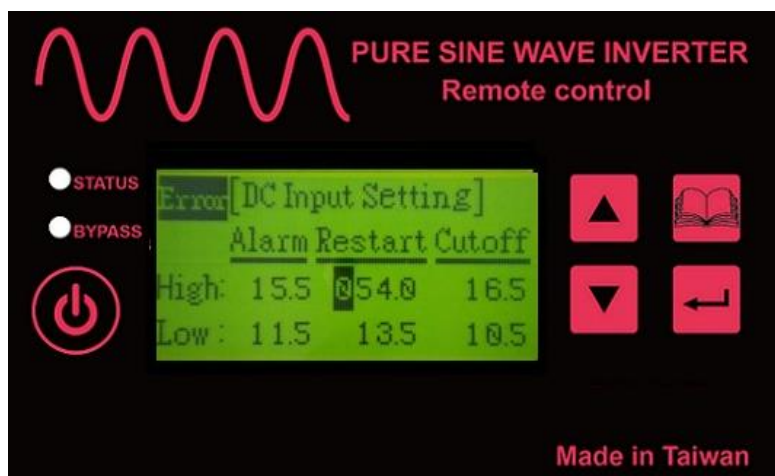 PURE SINE WAVE INVERTER
Remote control
STATUS
BYPASS
Error[DC Input Setting]
Alarm Restart Cutoff
High: 15.5 054.0 16.5
Low : 11.5 13.5 10.5
Made in Taiwan